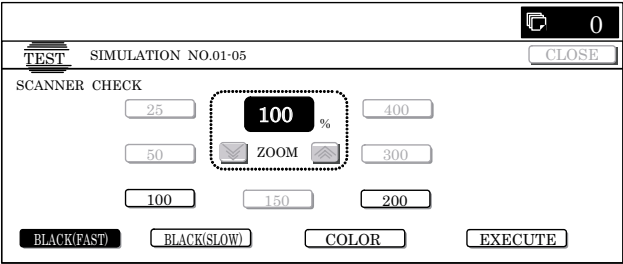 0
TEST SIMULATION NO.01-05 CLOSE
SCANNER CHECK
25 100 % 400
50 ZOOM 300
100 150 200
BLACK(FAST) BLACK(SLOW) COLOR EXECUTE